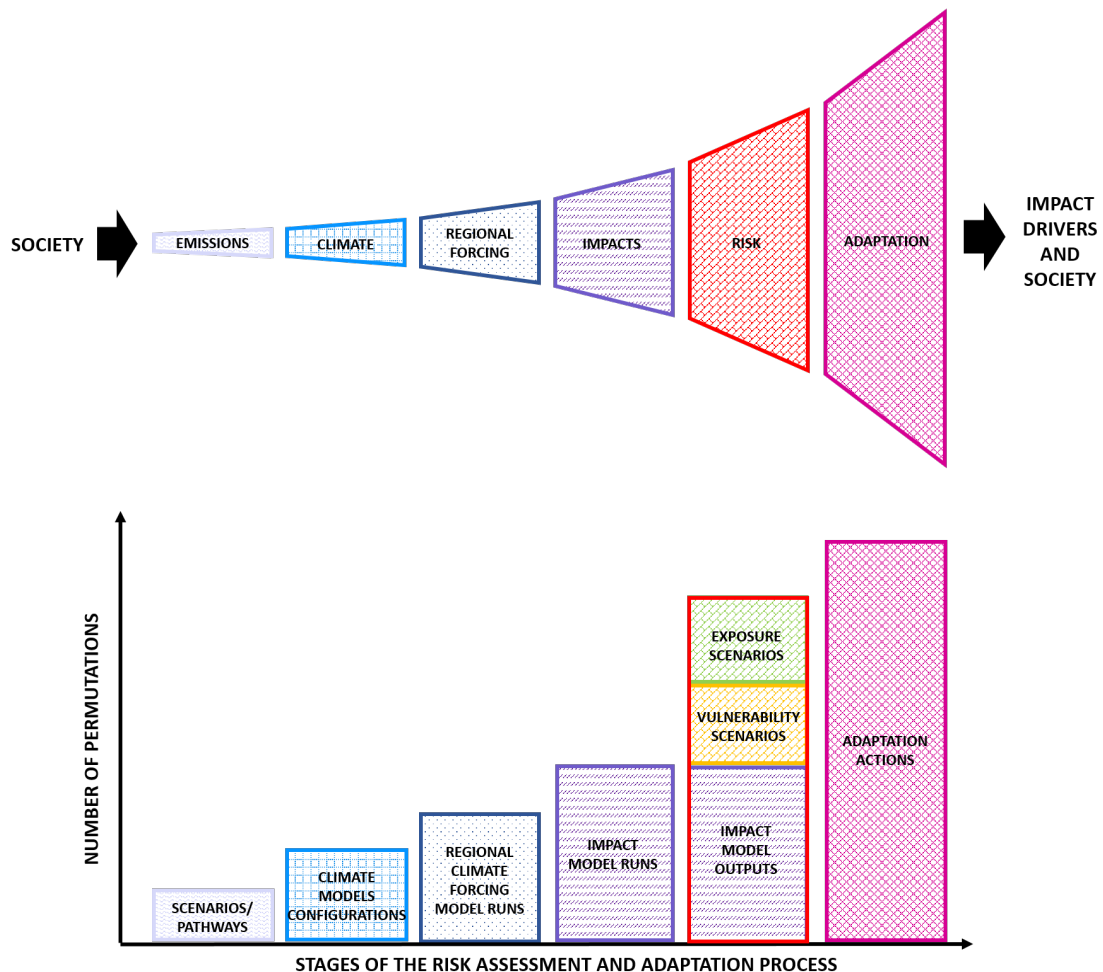 SOCIETY
EMISSIONS
CLIMATE
REGIONAL
FORCING
IMPACTS
RISK
ADAPTATION
IMPACT
DRIVERS
AND
SOCIETY
NUMBER OF PERMUTATIONS
SCENARIOS/
PATHWAYS
CLIMATE
MODELS
CONFIGURATIONS
REGIONAL
CLIMATE
FORCING
MODEL RUNS
IMPACT
MODEL RUNS
EXPOSURE
SCENARIOS
VULNERABILITY
SCENARIOS
IMPACT
MODEL
OUTPUTS
ADAPTATION
ACTIONS
STAGES OF THE RISK ASSESSMENT AND ADAPTATION PROCESS